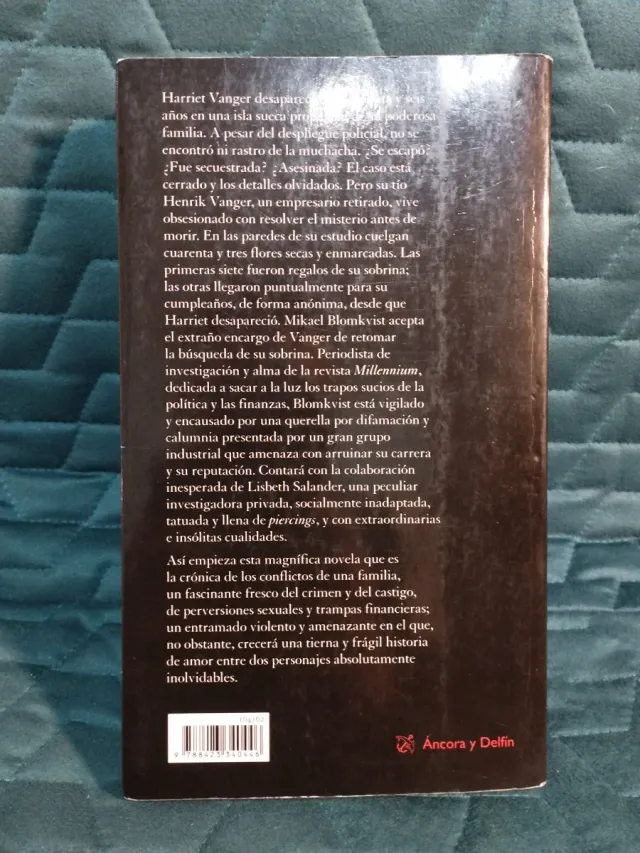 Harriet Vanger desapareció y seis
años en una isla sueca poderosa
familia. A pesar del despliegue policial, no se
encontró ni rastro de la muchacha. ¿Se escapó?
¿Fue secuestrada? ¿Asesinada? El caso está
cerrado y los detalles olvidados. Pero su tío
Henrik Vanger, un empresario retirado, vive
obsesionado con resolver el misterio antes de
morir. En las paredes de su estudio cuelgan
cuarenta y tres flores secas y enmarcadas. Las
primeras siete fueron regalos de su sobrina;
las otras llegaron puntualmente para su
cumpleaños, de forma anónima, desde que
Harriet desapareció. Mikael Blomkvist acepta
el extraño encargo de Vanger de retomar
la búsqueda de su sobrina. Periodista de
investigación y alma de la revista Millennium,
dedicada a sacar a la luz los trapos sucios de la
política y las finanzas, Blomkvist está vigilado
y encausado por una querella por difamación y
calumnia presentada por un gran grupo
industrial que amenaza con arruinar su carrera
y su reputación. Contará con la colaboración
inesperada de Lisbeth Salander, una peculiar
investigadora privada, socialmente inadaptada,
tatuada y llena de piercings, y con extraordinarias
e insólitas cualidades.
Así empieza esta magnífica novela que es
la crónica de los conflictos de una familia,
un fascinante fresco del crimen y del castigo,
de perversiones sexuales y trampas financieras;
un entramado violento y amenazante en el que,
no obstante, crecerá una tierna y frágil historia
de amor entre dos personajes absolutamente
inolvidables.
164162
9 788423 340446
Áncora y Delfín